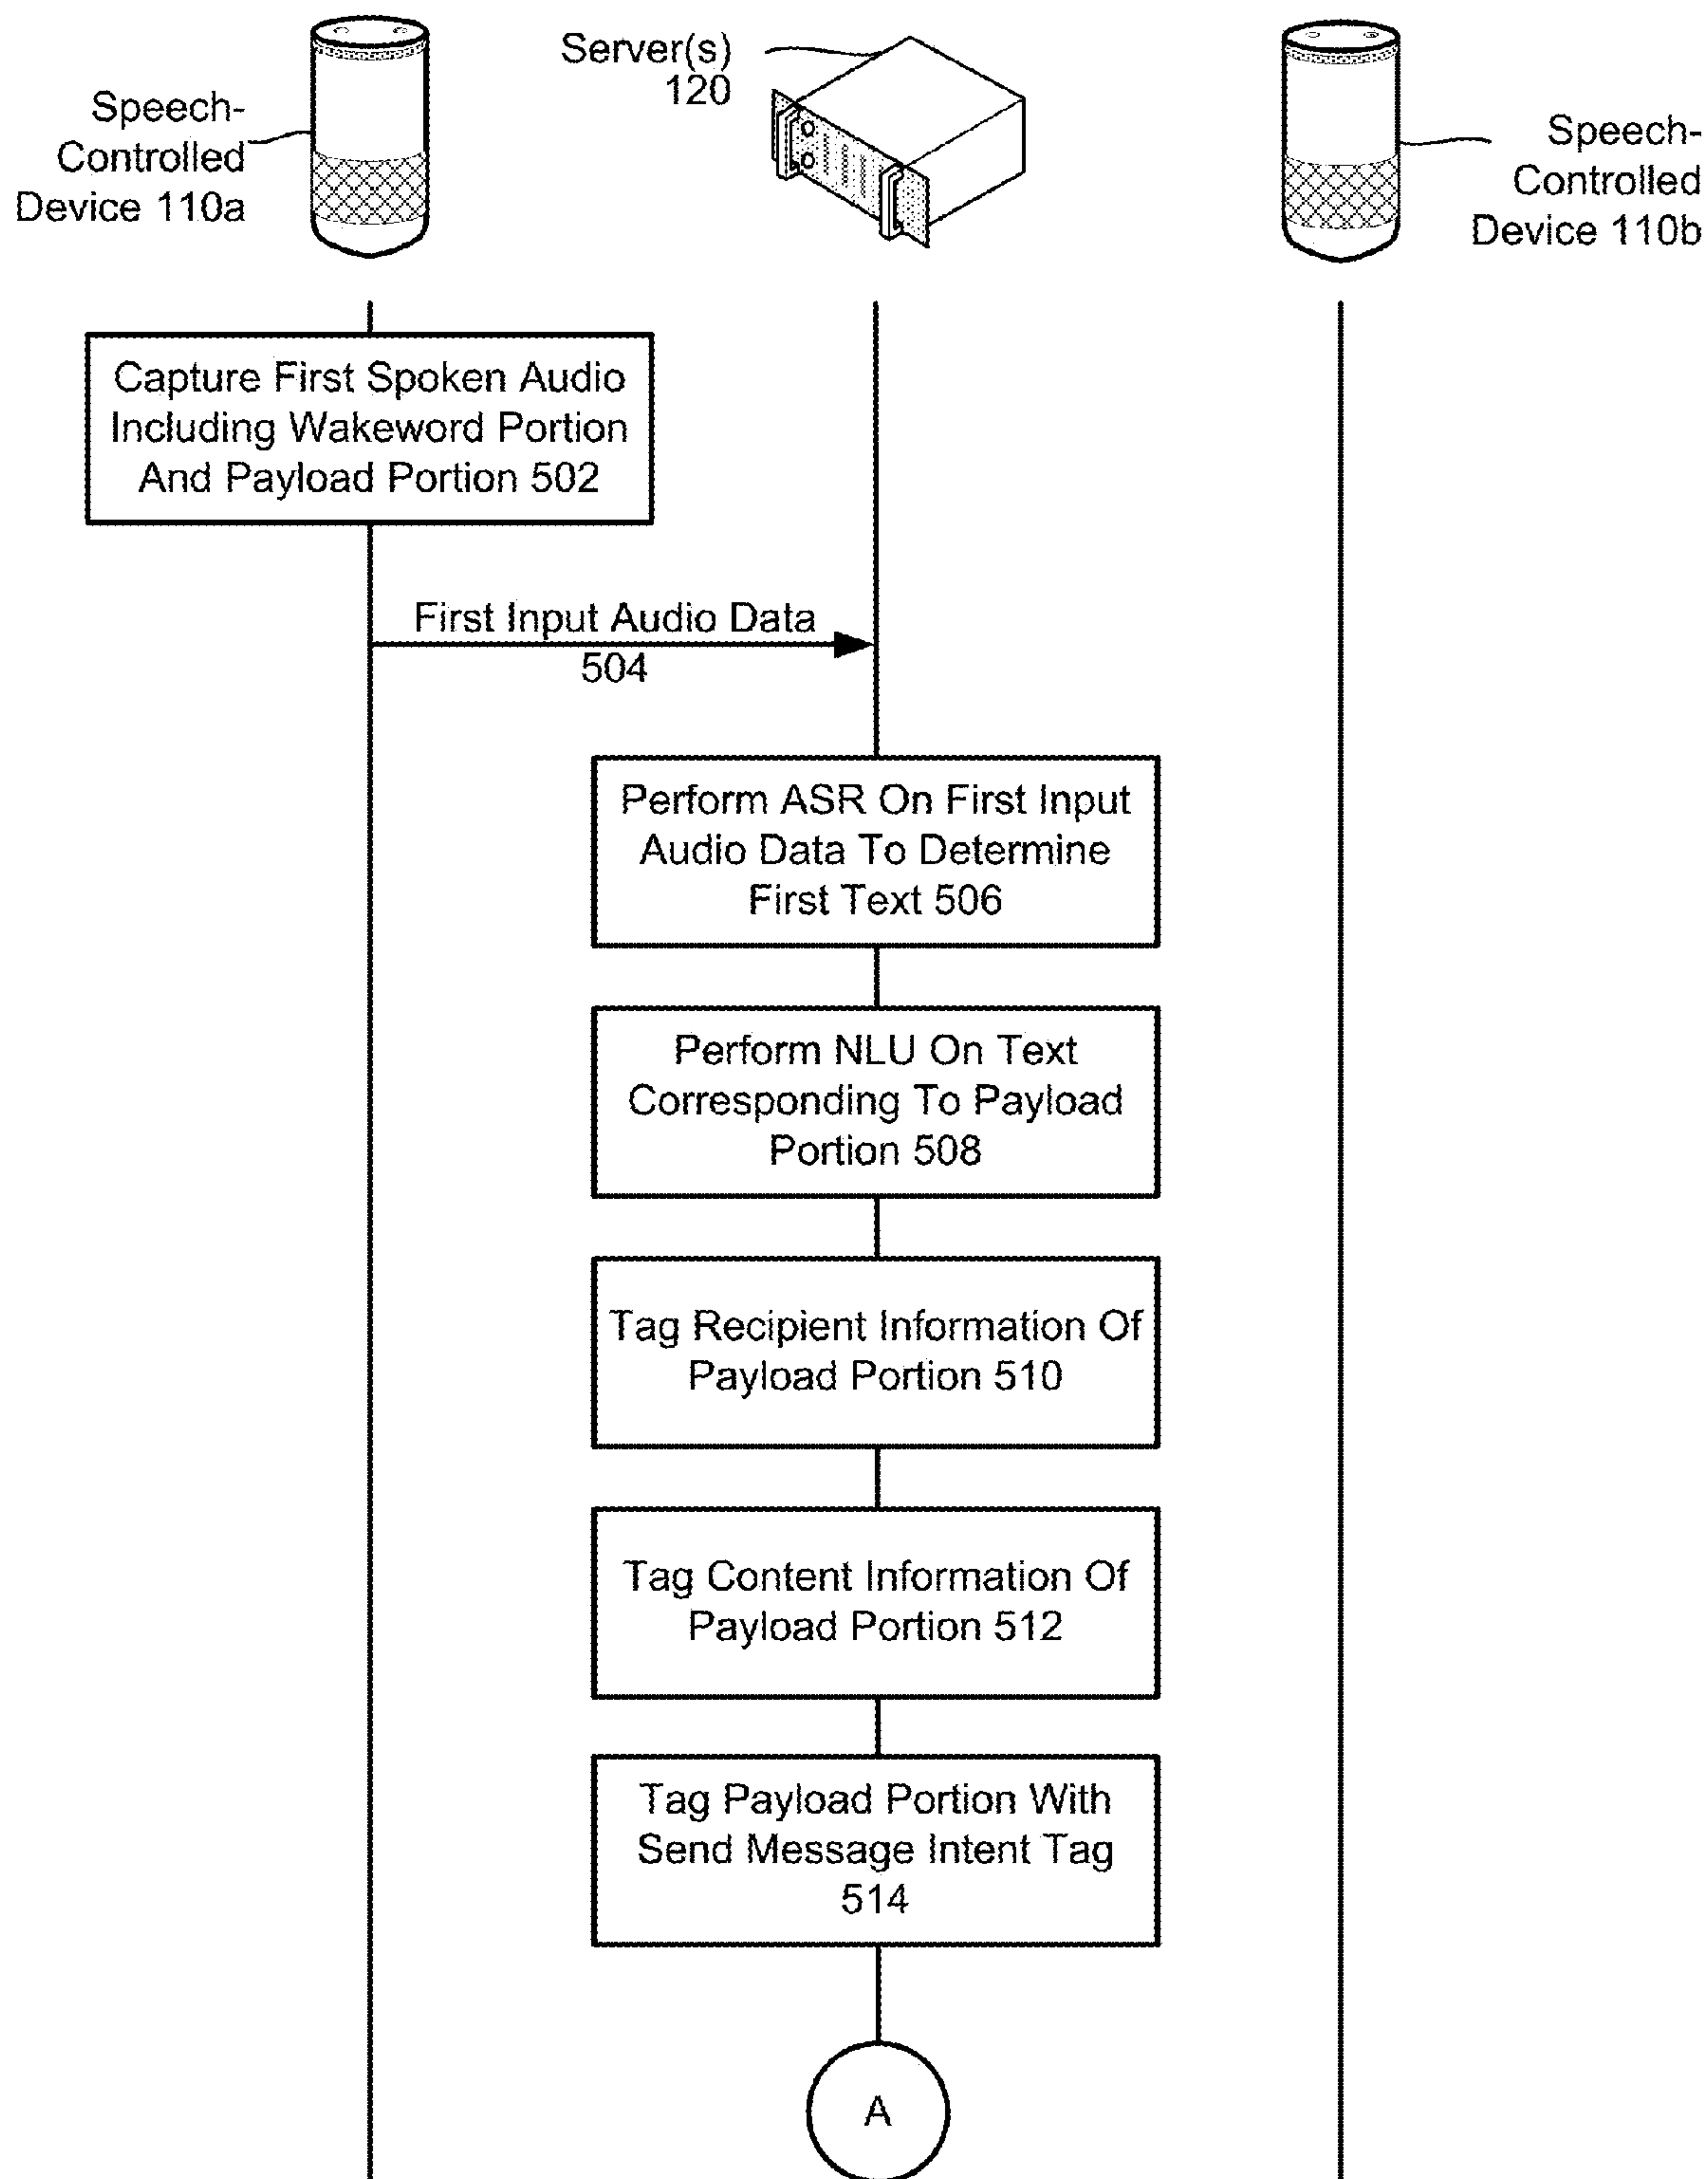 Speech-
Controlled
Device 110a
Server(s)
120
Speech-
Controlled
Device 110b
Capture First Spoken Audio
Including Wakeword Portion
And Payload Portion 502
First Input Audio Data
504
Perform ASR On First Input
Audio Data To Determine
First Text 506
Perform NLU On Text
Corresponding To Payload
Portion 508
Tag Recipient Information Of
Payload Portion 510
Tag Content Information Of
Payload Portion 512
Tag Payload Portion With
Send Message Intent Tag
514
A